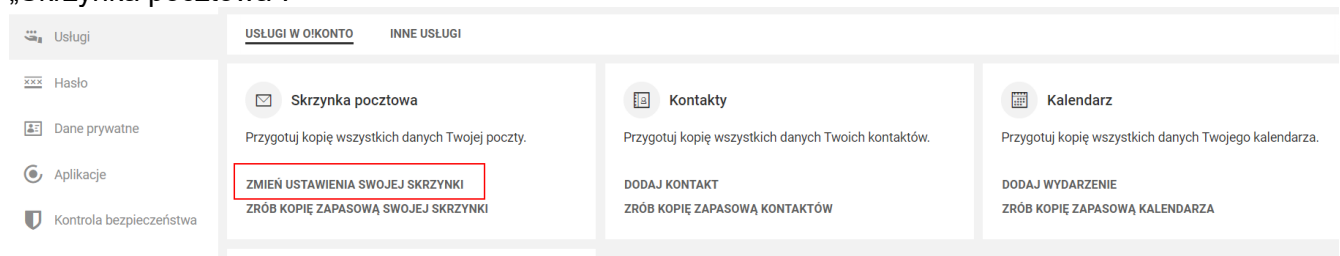 „Skrzynka pocztowa”.
Usługi
USŁUGI W O!KONTO INNE USŁUGI
Hasło
Dane prywatne
Aplikacje
Kontrola bezpieczeństwa
Skrzynka pocztowa
Przygotuj kopię wszystkich danych Twojej poczty.
ZMIEŃ USTAWIENIA SWOJEJ SKRZYNKI
ZRÓB KOPIĘ ZAPASOWĄ SWOJEJ SKRZYNKI
Kontakty
Przygotuj kopię wszystkich danych Twoich kontaktów.
DODAJ KONTAKT
ZRÓB KOPIĘ ZAPASOWĄ KONTAKTÓW
Kalendarz
Przygotuj kopię wszystkich danych Twojego kalendarza.
DODAJ WYDARZENIE
ZRÓB KOPIĘ ZAPASOWĄ KALENDARZA